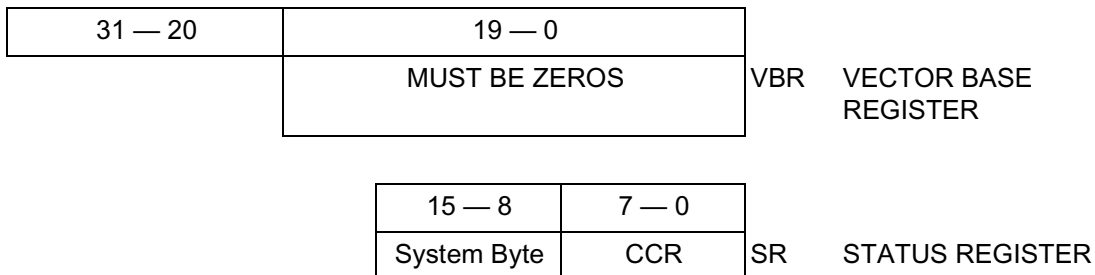 31 — 20 19 — 0
MUST BE ZEROS VBR VECTOR BASE
REGISTER
15 — 8 7 — 0
System Byte CCR SR STATUS REGISTER